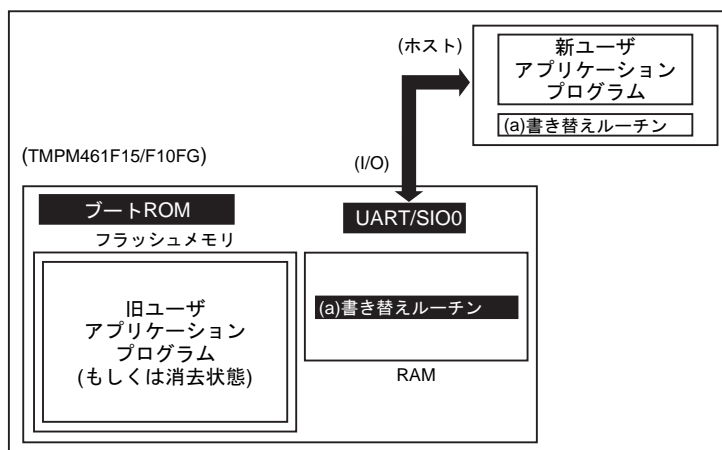 (ホスト)
新ユーザ
アプリケーション
プログラム
(a)書き替えルーチン
(TMPM461F15/F10FG)
(I/O)
ブートROM
UART/SIO0
フラッシュメモリ
旧ユーザ
アプリケーション
プログラム
(もしくは消去状態)
(a)書き替えルーチン
RAM